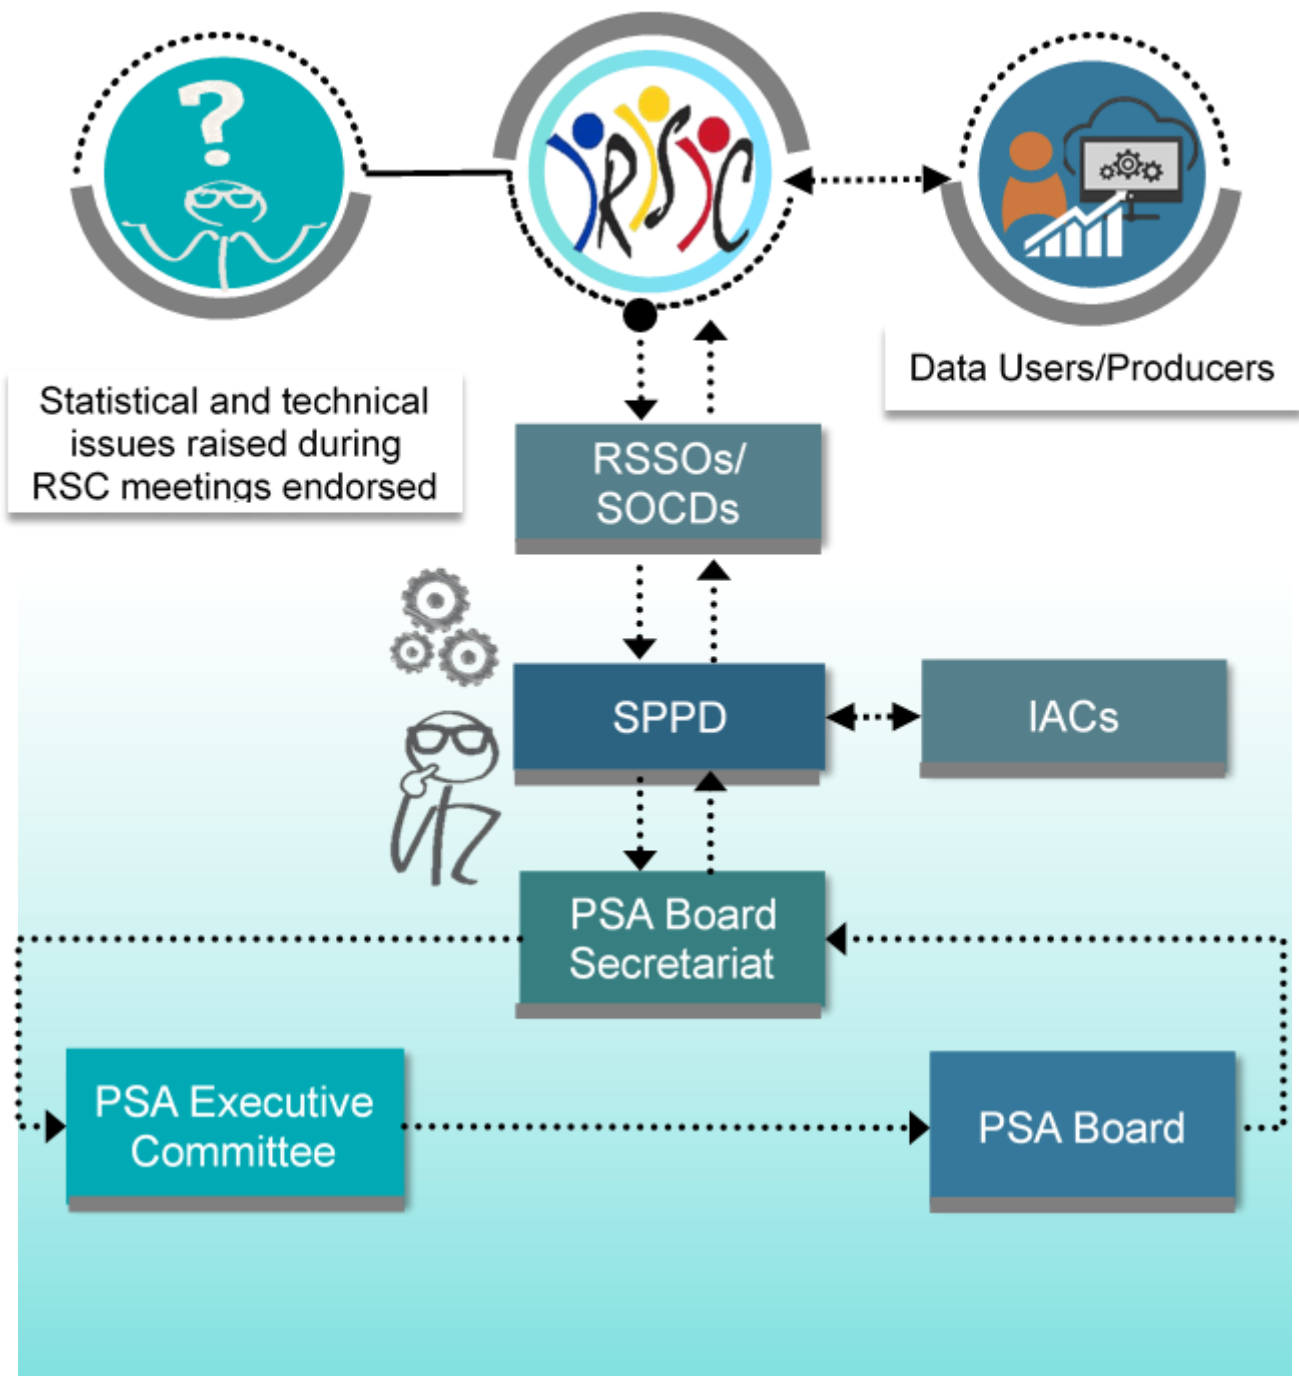 ?
RSC
Statistical and technical
issues raised during
RSC meetings endorsed
Data Users/Producers
RSSOs/
SOCDs
SPPD
IACs
PSA Board
Secretariat
PSA Executive
Committee
PSA Board